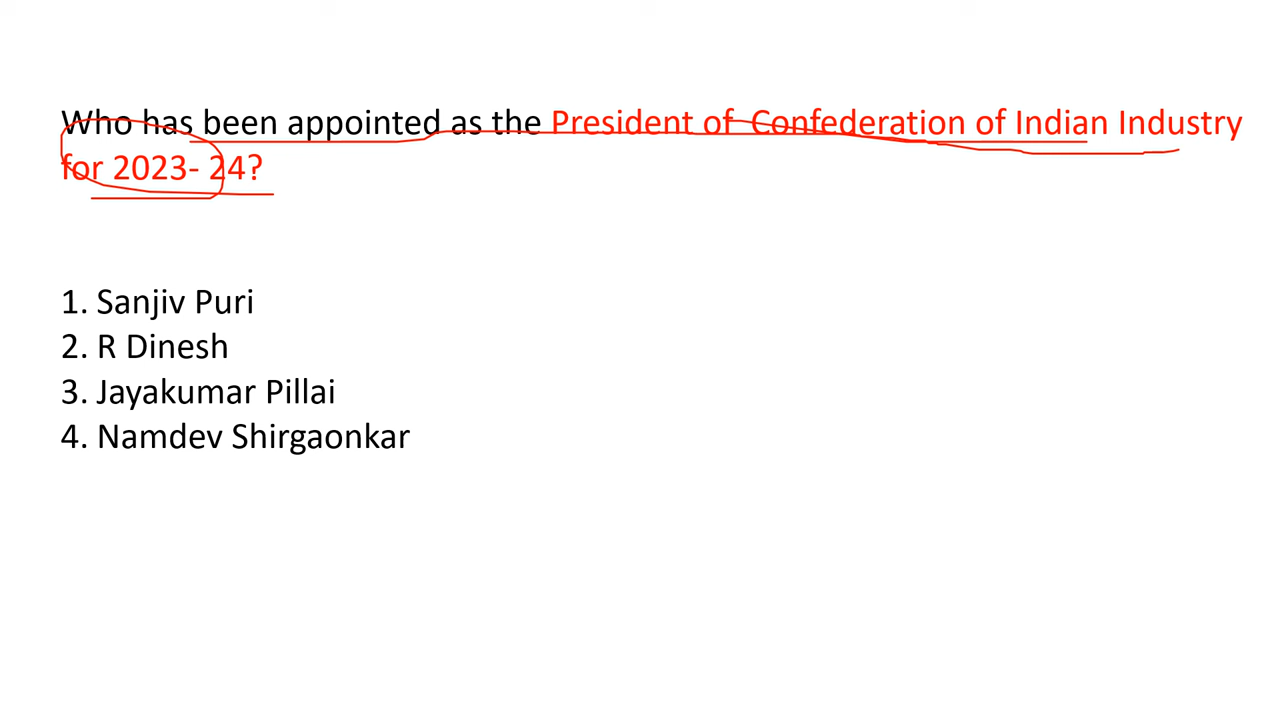 Who has been appointed as the President of Confederation of Indian Industry
for 2023- 24?
1. Sanjiv Puri
2. R Dinesh
3. Jayakumar Pillai
4. Namdev Shirgaonkar